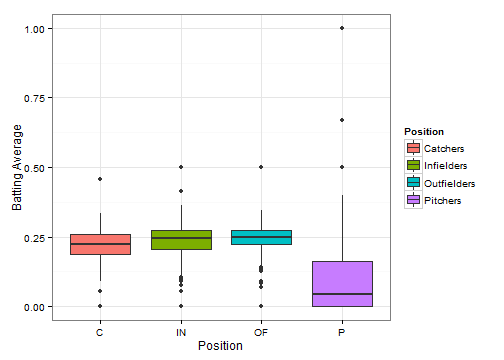 1.00
0.75
0.50
0.25
0.00
Batting Average
C IN OF P
Position
Position
Catchers
Infielders
Outfielders
Pitchers